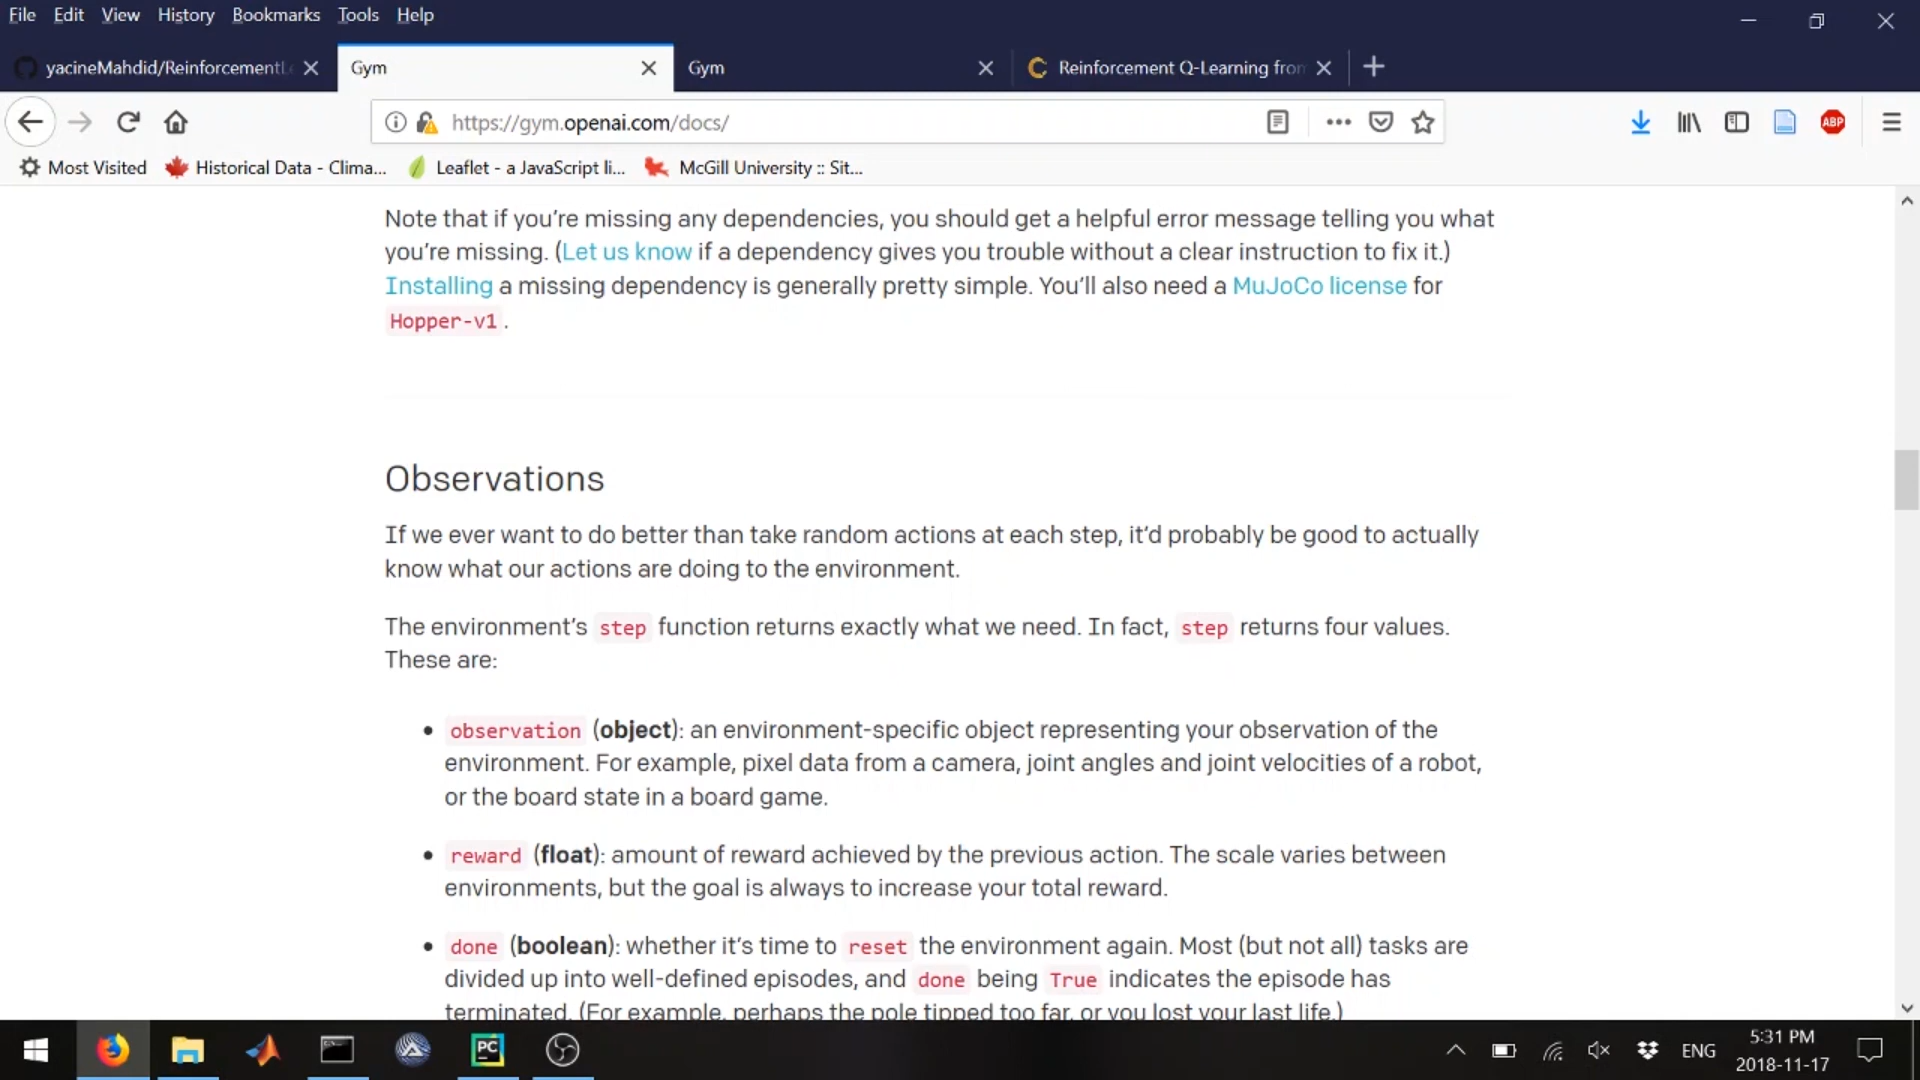 File Edit View History Bookmarks Tools Help
yacineMahdid/ReinforcementL
Gym
Gym
Reinforcement Q-Learning fron
https://gym.openai.com/docs/
ABP
Most Visited
Historical Data - Clima...
Leaflet - a JavaScript li...
McGill University :: Sit...
Note that if you're missing any dependencies, you should get a helpful error message telling you what
you're missing. (Let us know if a dependency gives you trouble without a clear instruction to fix it.)
Installing a missing dependency is generally pretty simple. You'll also need a MuJoCo license for
Hopper-v1.
Observations
If we ever want to do better than take random actions at each step, it'd probably be good to actually
know what our actions are doing to the environment.
The environment's step function returns exactly what we need. In fact, step returns four values.
These are:
• observation (object): an environment-specific object representing your observation of the
environment. For example, pixel data from a camera, joint angles and joint velocities of a robot,
or the board state in a board game.
• reward (float): amount of reward achieved by the previous action. The scale varies between
environments, but the goal is always to increase your total reward.
• done (boolean): whether it's time to reset the environment again. Most (but not all) tasks are
divided up into well-defined episodes, and done being True indicates the episode has
terminated. (For example, perhaps the pole tipped too far, or you lost your last life.)
PC
ENG
5:31 PM
2018-11-17